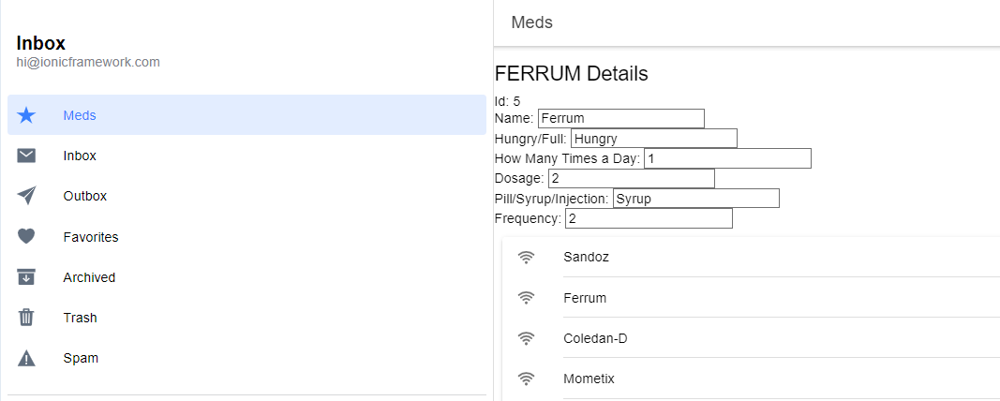 Inbox
hi@ionicframework.com
Meds
Inbox
Outbox
Favorites
Archived
Trash
Spam
Meds
FERRUM Details
Id: 5
Name: Ferrum
Hungry/Full: Hungry
How Many Times a Day: 1
Dosage: 2
Pill/Syrup/Injection: Syrup
Frequency: 2
Sandoz
Ferrum
Coledan-D
Mometix